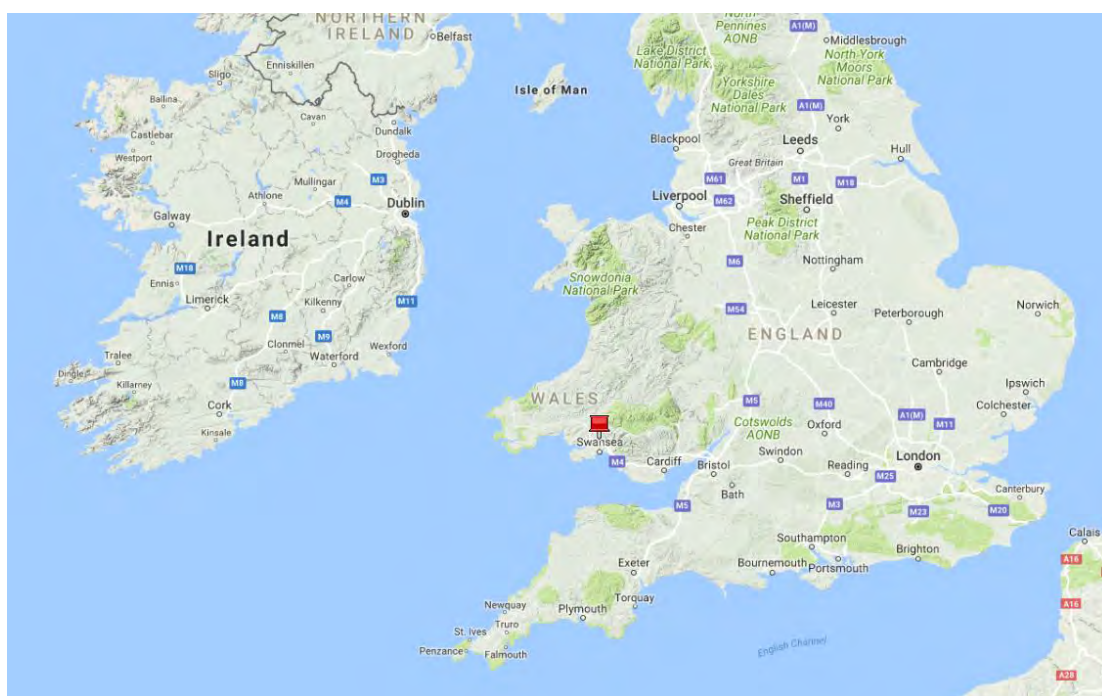 NORTHERN
IRELAND
Belfast
Sligo
Enniskillen
Ballina
Cavan
Dundalk
Castlebar
Westport
Drogheda
Mullingar
M3
Athlone
M4
Dublin
Galway
Ireland
M18
Ennis
Carlow
Limerick
Kilkenny
M8
M11
M9
Clonmel
Wexford
Waterford
Tralee
Dingle
Killarney
M8
Cork
Kinsale
Isle of Man
North
Pennines
AONB
A1(M)
Middlesbrough
Lake District
National Park
North York
Moors
National Park
Yorkshire
Dales
National Park
A1(M)
York
Blackpool
Leeds
Hull
Great Britain
M61
M1
M18
Liverpool
M62
Sheffield
Chester
Peak District
National Park
M6
Nottingham
Snowdonia
National Park
M54
Leicester
Peterborough
Norwich
ENGLAND
Cambridge
Ipswich
WALES
M5
M40
Cotswolds
AONB
Oxford
A1(M)
M11
Colchester
Swansea
M4
Cardiff
Bristol
Swindon
Reading
London
M25
Bath
Canterbury
M5
M3
M23
M20
Southampton
Brighton
Calais
Exeter
Bournemouth
Portsmouth
A16
Newquay
Torquay
Plymouth
A16
St. Ives
Truro
Penzance
Falmouth
English Channel
A28